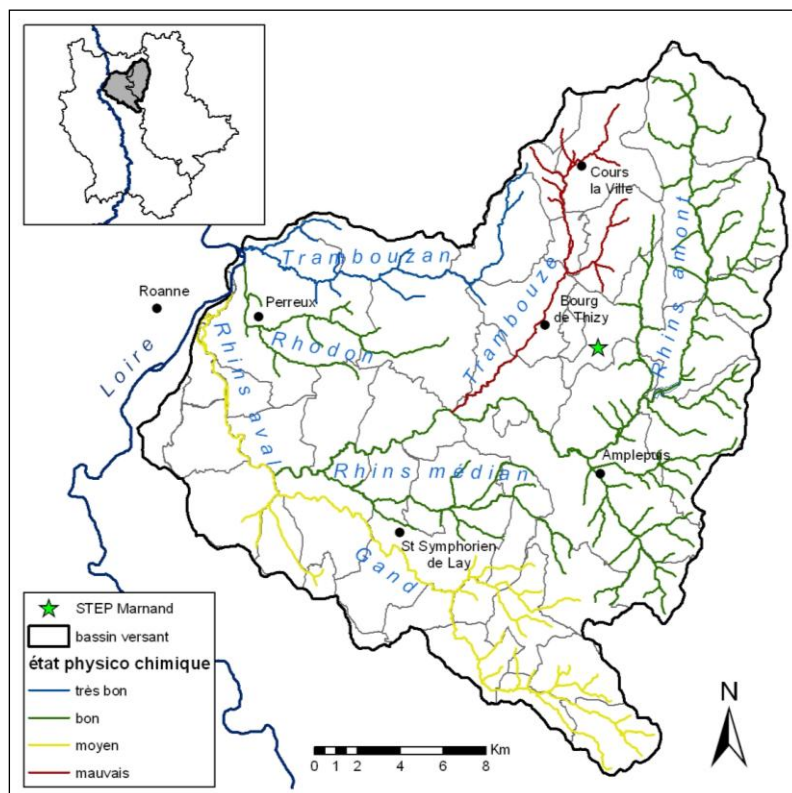 Cours
la Ville
Trambouzan
Roanne
Perreux
Bourg
de Thizy
Trambouze
Rhins amont
Loire
Rhins aval
Rhodon
Rhins médian
Amplepuis
St Symphorien
de Lay
Gand
STEP Marnand
bassin versant
état physico chimique
très bon
bon
moyen
mauvais
0 1 2 4 6 8 Km
N